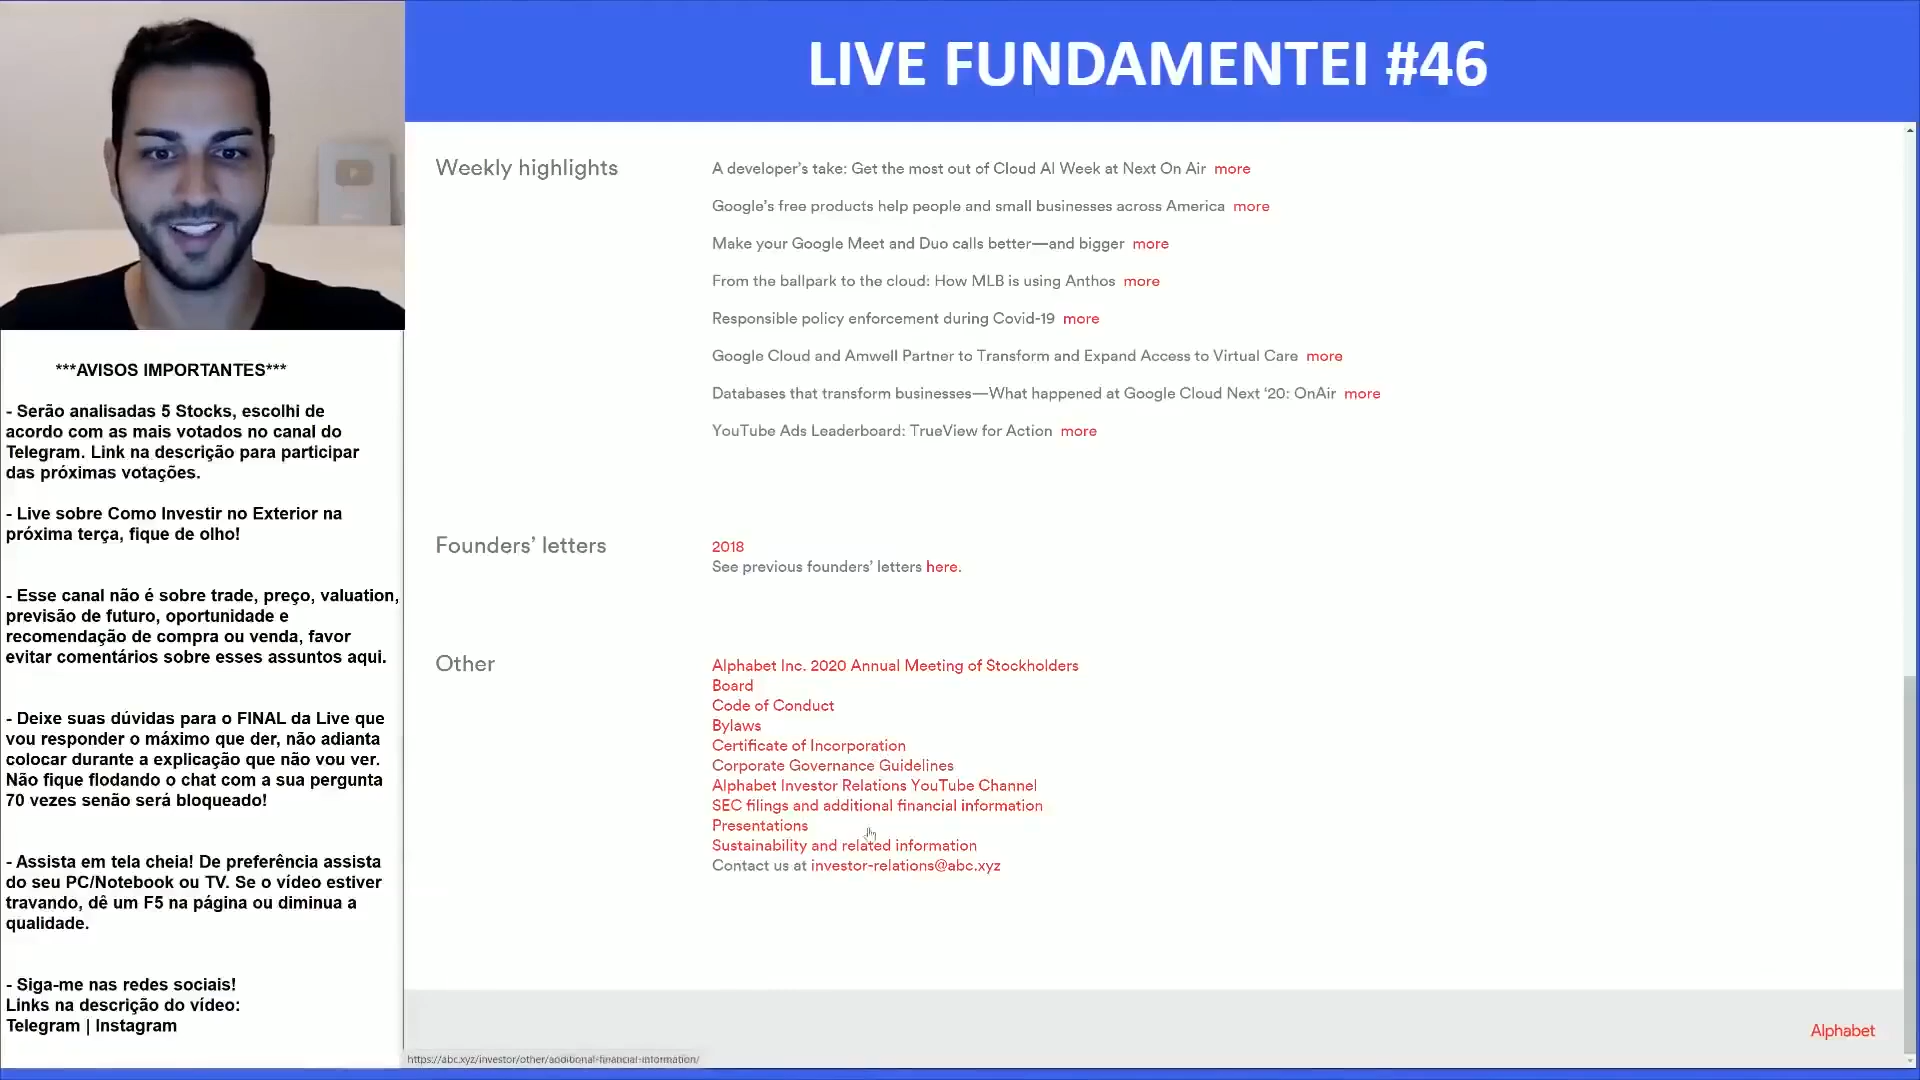 LIVE FUNDAMENTEI #46
***AVISOS IMPORTANTES***
- Serão analisadas 5 Stocks, escolhi de
acordo com as mais votados no canal do
Telegram. Link na descrição para participar
das próximas votações.
- Live sobre Como Investir no Exterior na
próxima terça, fique de olho!
- Esse canal não é sobre trade, preço, valuation,
previsão de futuro, oportunidade e
recomendação de compra ou venda, favor
evitar comentários sobre esses assuntos aqui.
- Deixe suas dúvidas para o FINAL da Live que
vou responder o máximo que der, não adianta
colocar durante a explicação que não vou ver.
Não fique flodando o chat com a sua pergunta
70 vezes senão será bloqueado!
- Assista em tela cheia! De preferência assista
do seu PC/Notebook ou TV. Se o vídeo estiver
travando, dê um F5 na página ou diminua a
qualidade.
- Siga-me nas redes sociais!
Links na descrição do vídeo:
Telegram | Instagram
Weekly highlights
A developer's take: Get the most out of Cloud AI Week at Next On Air more
Google's free products help people and small businesses across America more
Make your Google Meet and Duo calls better—and bigger more
From the ballpark to the cloud: How MLB is using Anthos more
Responsible policy enforcement during Covid-19 more
Google Cloud and Amwell Partner to Transform and Expand Access to Virtual Care more
Databases that transform businesses—What happened at Google Cloud Next '20: OnAir more
YouTube Ads Leaderboard: TrueView for Action more
Founders' letters
2018
See previous founders' letters here.
Other
Alphabet Inc. 2020 Annual Meeting of Stockholders
Board
Code of Conduct
Bylaws
Certificate of Incorporation
Corporate Governance Guidelines
Alphabet Investor Relations YouTube Channel
SEC filings and additional financial information
Presentations
Sustainability and related information
Contact us at investor-relations@abc.xyz
Alphabet
https://abc.xyz/investor/other/additional-financial-information/